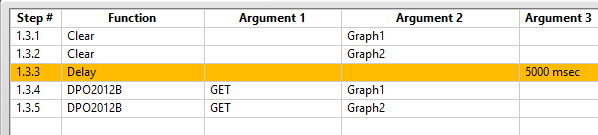 Step # Function Argument 1 Argument 2 Argument 3
1.3.1 Clear Graph1
1.3.2 Clear Graph2
1.3.3 Delay 5000 msec
1.3.4 DPO2012B GET Graph1
1.3.5 DPO2012B GET Graph2